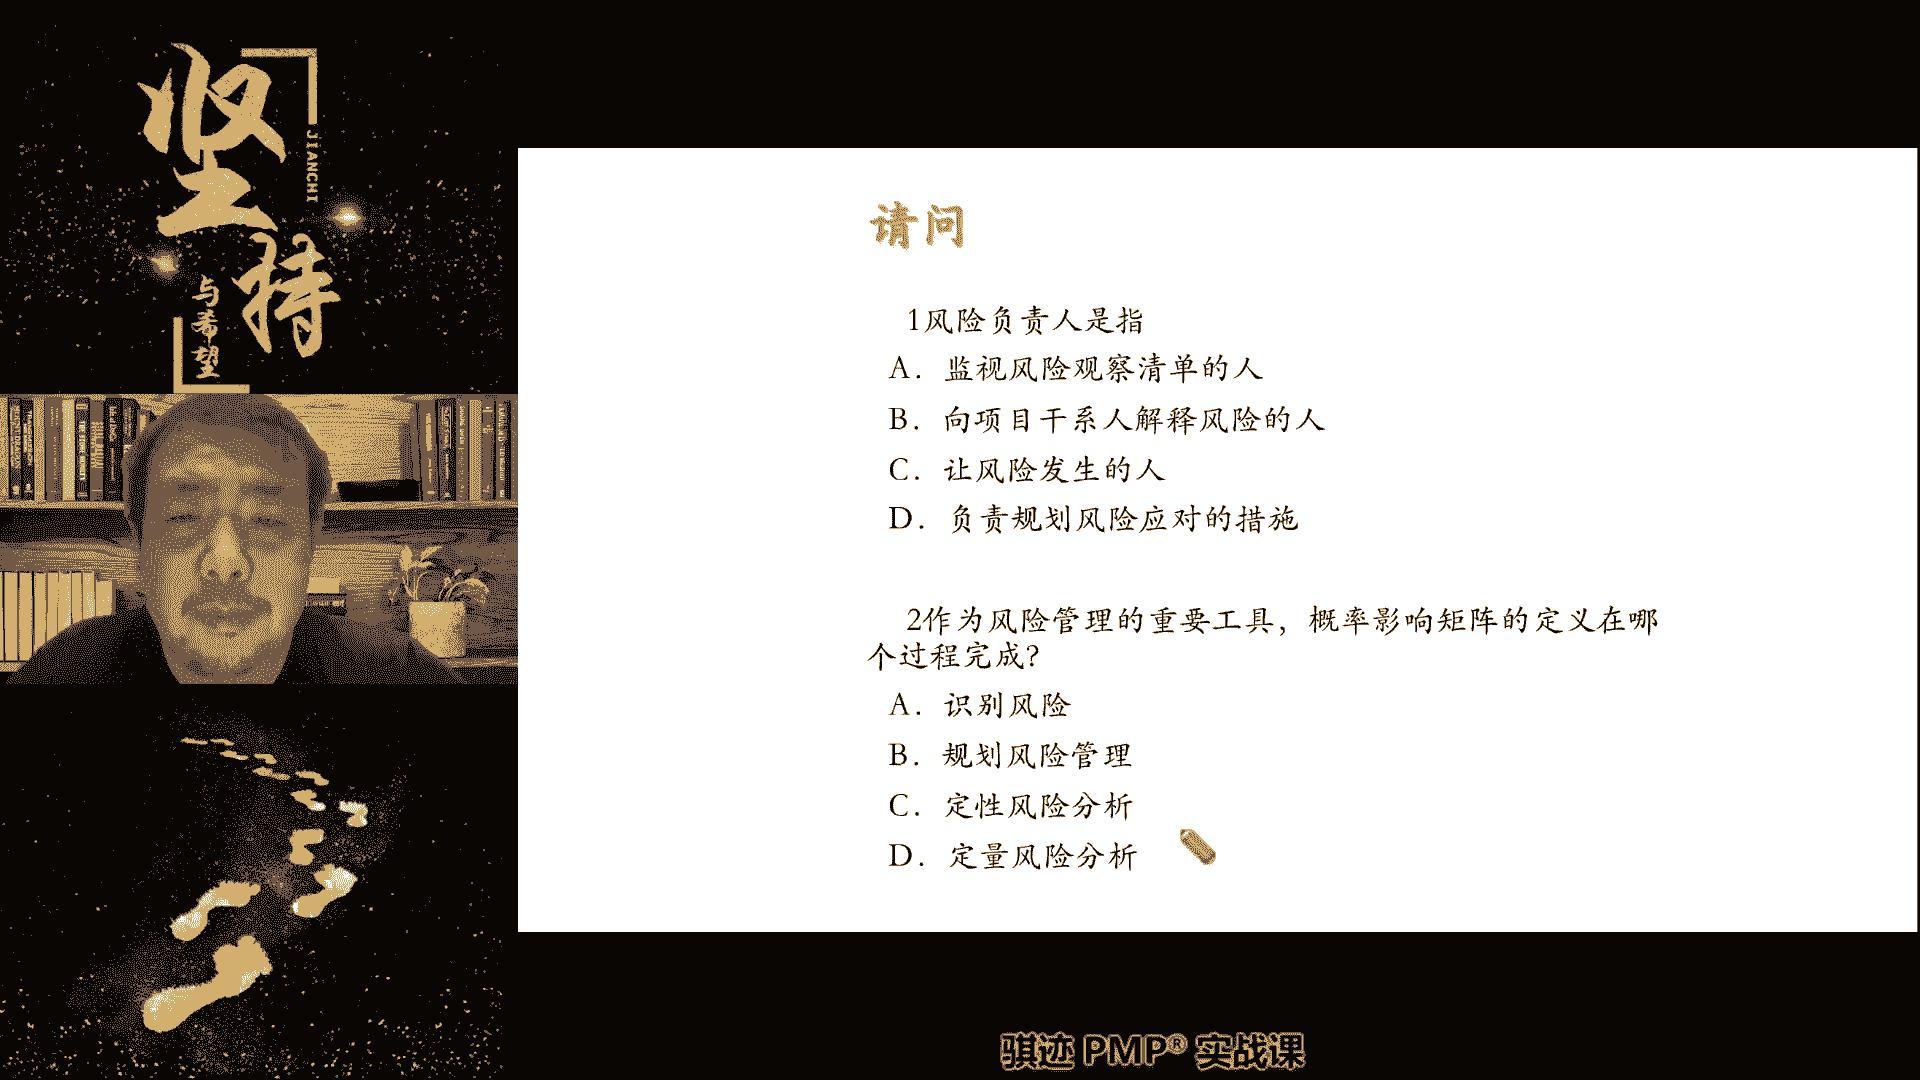 坚持
JIANCHI
与希望
请问
1风险负责人是指
A. 监视风险观察清单的人
B. 向项目干系人解释风险的人
C. 让风险发生的人
D. 负责规划风险应对的措施
2作为风险管理的重要工具，概率影响矩阵的定义在哪
个过程完成？
A. 识别风险
B. 规划风险管理
C. 定性风险分析
D. 定量风险分析
骐迹 PMP® 实战课